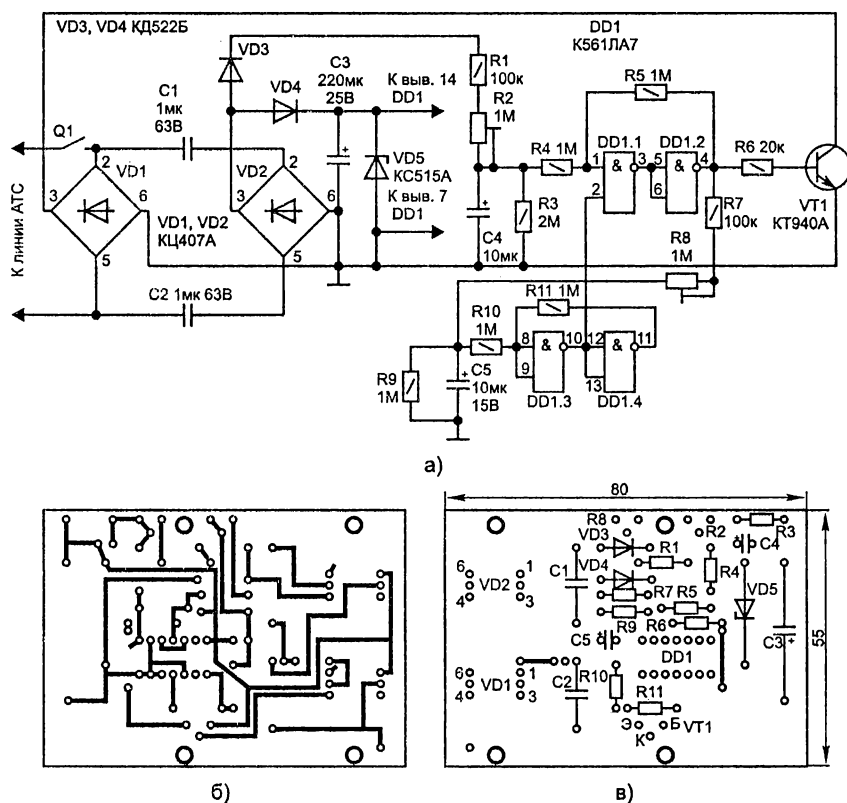 VD3, VD4 КД522Б
DD1
К561ЛА7
VD3
C1
1мк
63В
VD4
C3
220мк
25В
К выв. 14
DD1
R1
100к
R2
1М
R5 1М
Q1
VD1
2
VD2
2
VD5
КС515А
К выв. 7
DD1
R4 1М
DD1.1
DD1.2
R6 20к
1
&
3
5
&
4
2
6
К линии АТС
3
6
VD1, VD2
КЦ407А
3
6
R3
2М
R7
100к
VT1
КТ940А
5
5
C4
10мк
R8
1М
C2 1мк 63В
R11 1М
R10
1М
8
&
10
12
&
11
9
13
R9
1М
C5
10мк
15В
DD1.3
DD1.4
а)
80
R8
VD3
R2
R3
C4
R1
6
VD2
1
C1
VD4
R4
VD5
4
3
R7
R5
R9
R6
C3
55
C5
DD1
6
VD1
1
C2
R10
4
3
R11
Э
Б
VT1
К
б)
в)